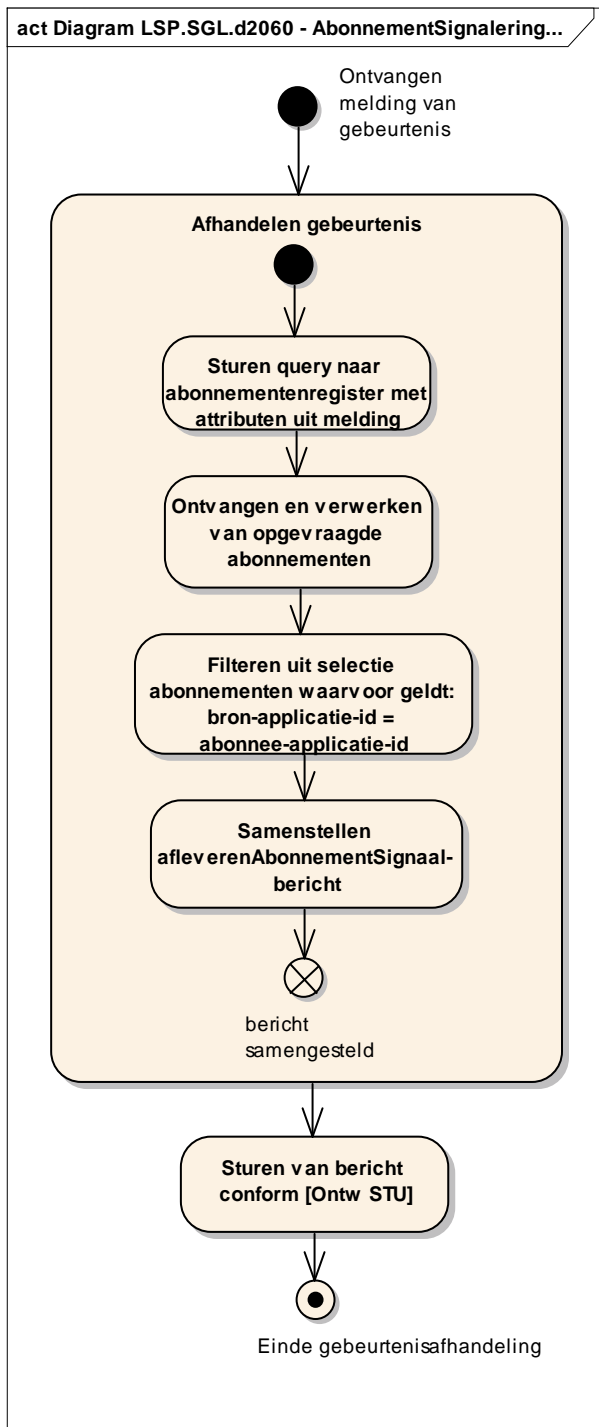 act Diagram LSP.SGL.d2060 - AbonnementSignalering...
Ontvangen
melding van
gebeurtenis
Afhandelen gebeurtenis
Sturen query naar
abonnementenregister met
attributen uit melding
Ontvangen en verwerken
van opgevraagde
abonnementen
Filteren uit selectie
abonnementen waarvoor geldt:
bron-applicatie-id =
abonnee-applicatie-id
Samenstellen
afleverenAbonnementSignaal-
bericht
bericht
samengesteld
Sturen van bericht
conform [Ontw STU]
Einde gebeurtenisafhandeling